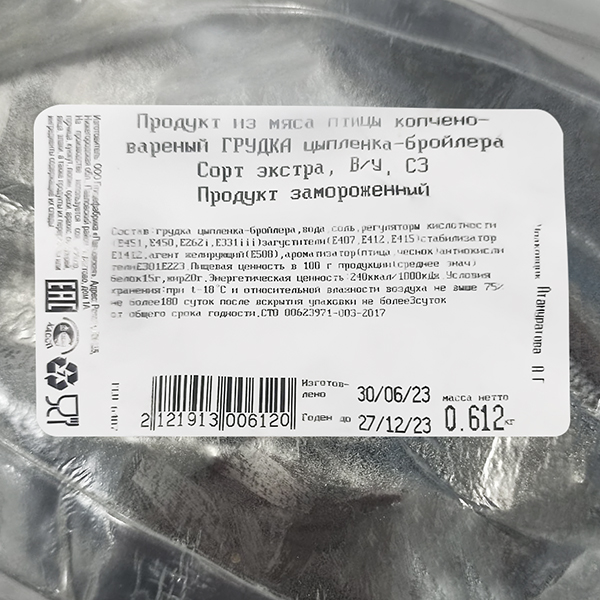 Продукт из мяса птицы копчено-
вареный ГРУДКА цыпленка-бройлера
Сорт экстра, В/У, СЗ
Продукт замороженный
Состав-грудка цыпленка-бройлера,вода,соль,регуляторы кислотности
(Е451,Е450,Е262i,Е331iii)загустители(Е407,Е412,Е415)стабилизатор
Е1412,агент желирующий(Е508),ароматизатор(птица,чеснок)антиокисли
тели Е301Е223.Пищевая ценность в 100 г продукции(среднее знач)
белок15г,жир20г.Энергетическая ценность 240ккал/1000кДж.Условия
хранения:при t-18°С и относительной влажности воздуха не выше 75/
не более180 суток после вскрытия упаковки не более3суток
от общего срока годности.СТО 00623971-003-2017
Изготов-
лено 30/06/23
Годен до 27/12/23
масса нетто
0.612кг
2 121913 006120
Упаковщик
ЕАС